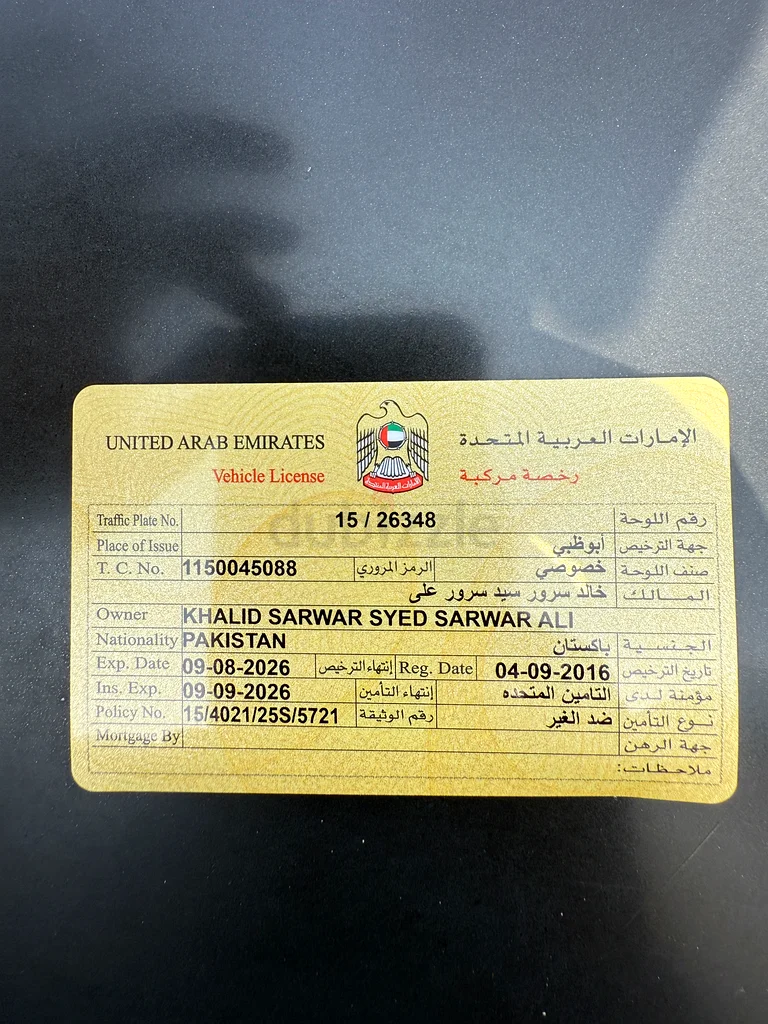 UNITED ARAB EMIRATES الإمارات العربية المتحدة
Vehicle License رخصة مركبة
Traffic Plate No. 15 / 26348 رقم اللوحة
Place of Issue أبوظبي جهة الترخيص
T. C. No. 1150045088 الرمز المروري خصوصي صنف اللوحة
خالد سرور سيد سرور على المالك
Owner KHALID SARWAR SYED SARWAR ALI
Nationality PAKISTAN باكستان الجنسية
Exp. Date 09-08-2026 إنتهاء الترخيص Reg. Date 04-09-2016 تاريخ الترخيص
Ins. Exp. 09-09-2026 إنتهاء التأمين التامين المتحده مؤمنة لدى
Policy No. 15/4021/25S/5721 رقم الوثيقة ضد الغير نوع التأمين
Mortgage By جهة الرهن
ملاحظات: